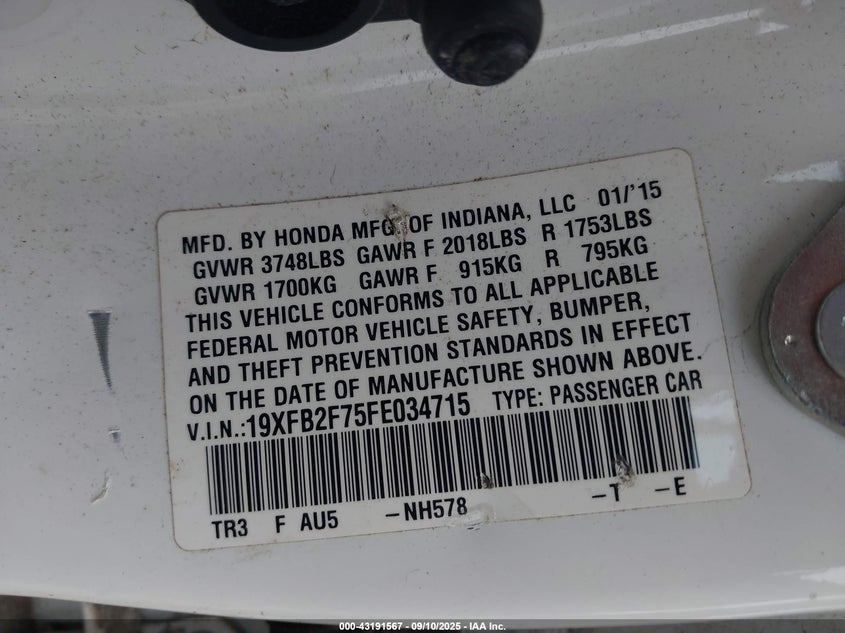 MFD. BY HONDA MFG. OF INDIANA, LLC 01/'15
GVWR 3748LBS GAWR F 2018LBS R 1753LBS
GVWR 1700KG GAWR F 915KG R 795KG
THIS VEHICLE CONFORMS TO ALL APPLICABLE
FEDERAL MOTOR VEHICLE SAFETY, BUMPER,
AND THEFT PREVENTION STANDARDS IN EFFECT
ON THE DATE OF MANUFACTURE SHOWN ABOVE.
V.I.N.:19XFB2F75FE034715 TYPE: PASSENGER CAR
TR3 F AU5 -NH578 -T -E
000-43191567 - 09/10/2025 - IAA Inc.